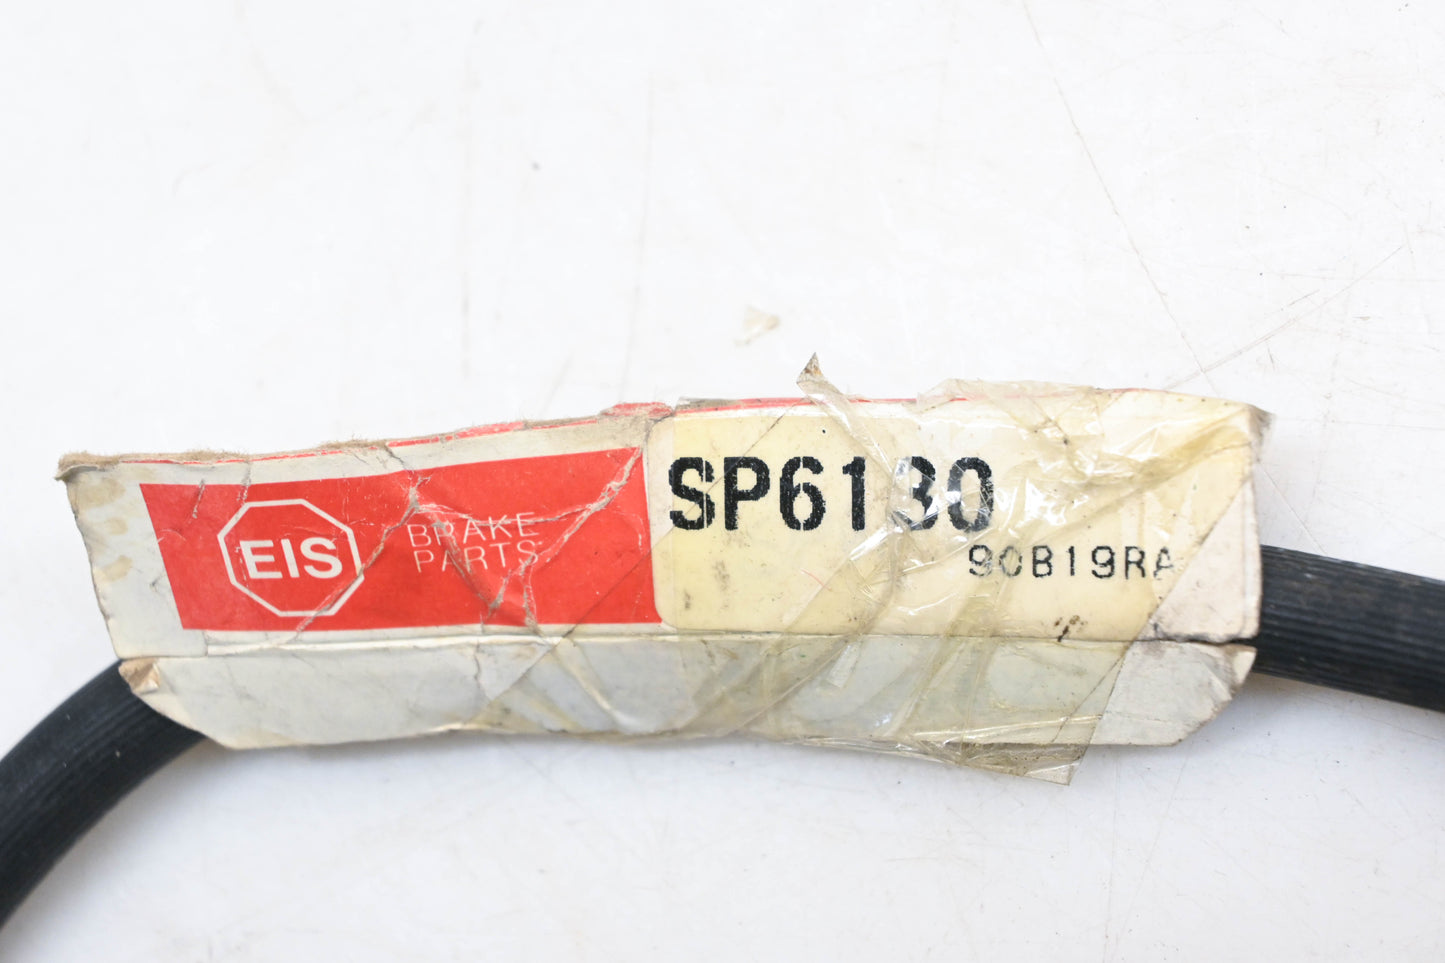 EIS
BRAKE
PARTS
SP6130
90B19RA